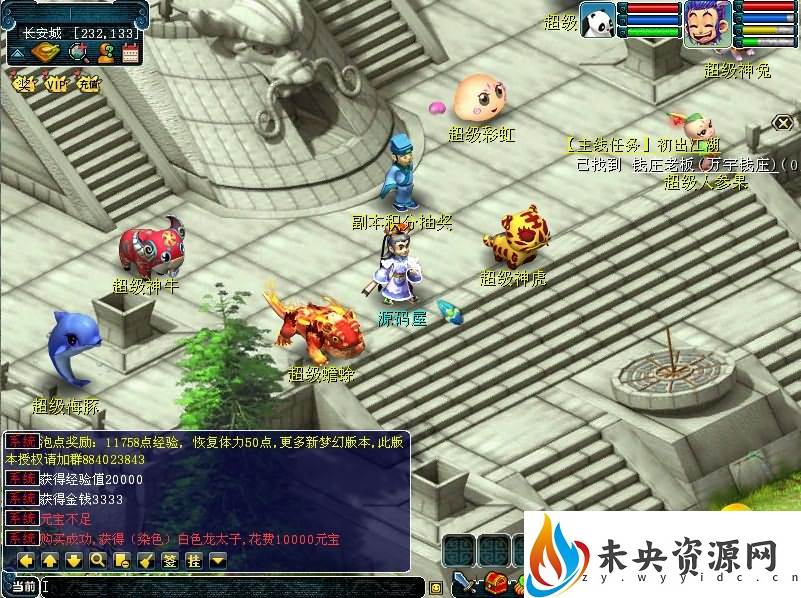 长安城 [232,133]
奖 VIP 充值
超级
超级神兔
超级彩虹
【主线任务】初出江湖
已找到 钱庄老板(万宇钱庄)(0
超级人参果
副本积分抽奖
超级神牛
超级神虎
源码屋
超级蟾蜍
超级海豚
系统 泡点奖励: 11758点经验, 恢复体力50点,更多新梦幻版本,此版
本授权请加群884023843
系统 获得经验值20000
系统 获得金钱3333
系统 元宝不足
系统 购买成功,获得（染色）白色龙太子,花费10000元宝
签 挂
当前
未央资源网
zy.wyyidc.cn